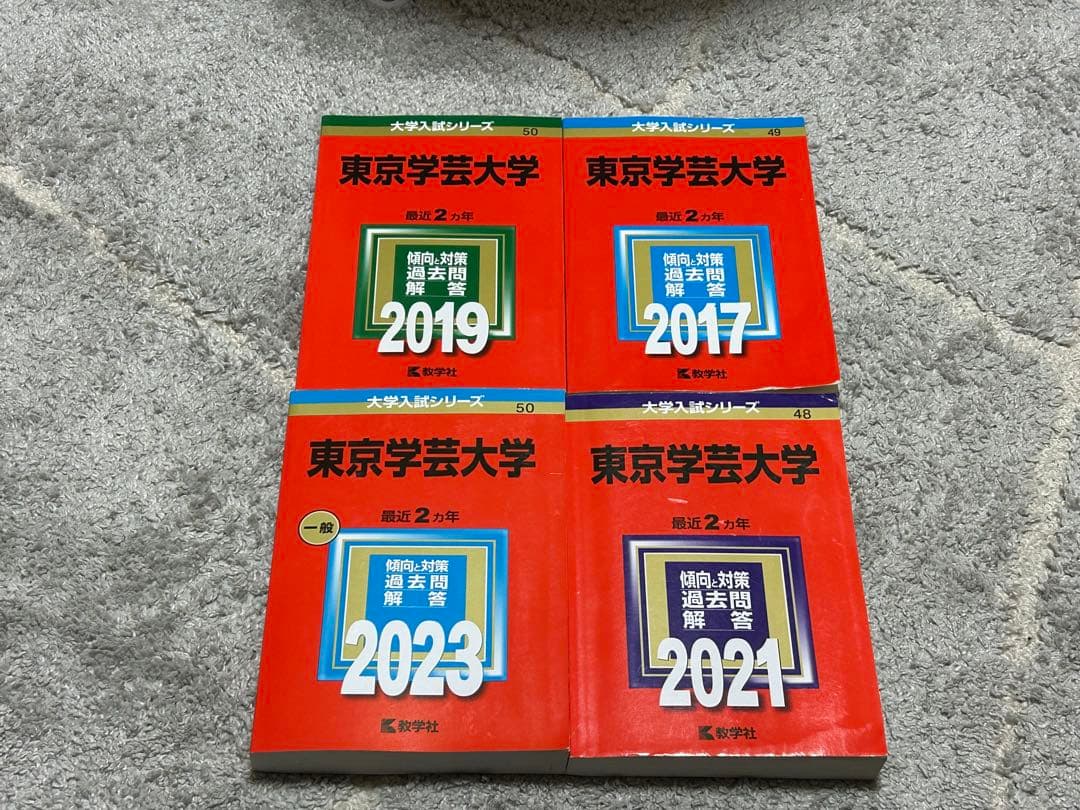 大学入試シリーズ 50
東京学芸大学
最近2カ年
傾向と対策
過去問
解答
2019
教学社
大学入試シリーズ 49
東京学芸大学
最近2カ年
傾向と対策
過去問
解答
2017
教学社
大学入試シリーズ 50
東京学芸大学
最近2カ年
一般
傾向と対策
過去問
解答
2023
教学社
大学入試シリーズ 48
東京学芸大学
最近2カ年
傾向と対策
過去問
解答
2021
教学社